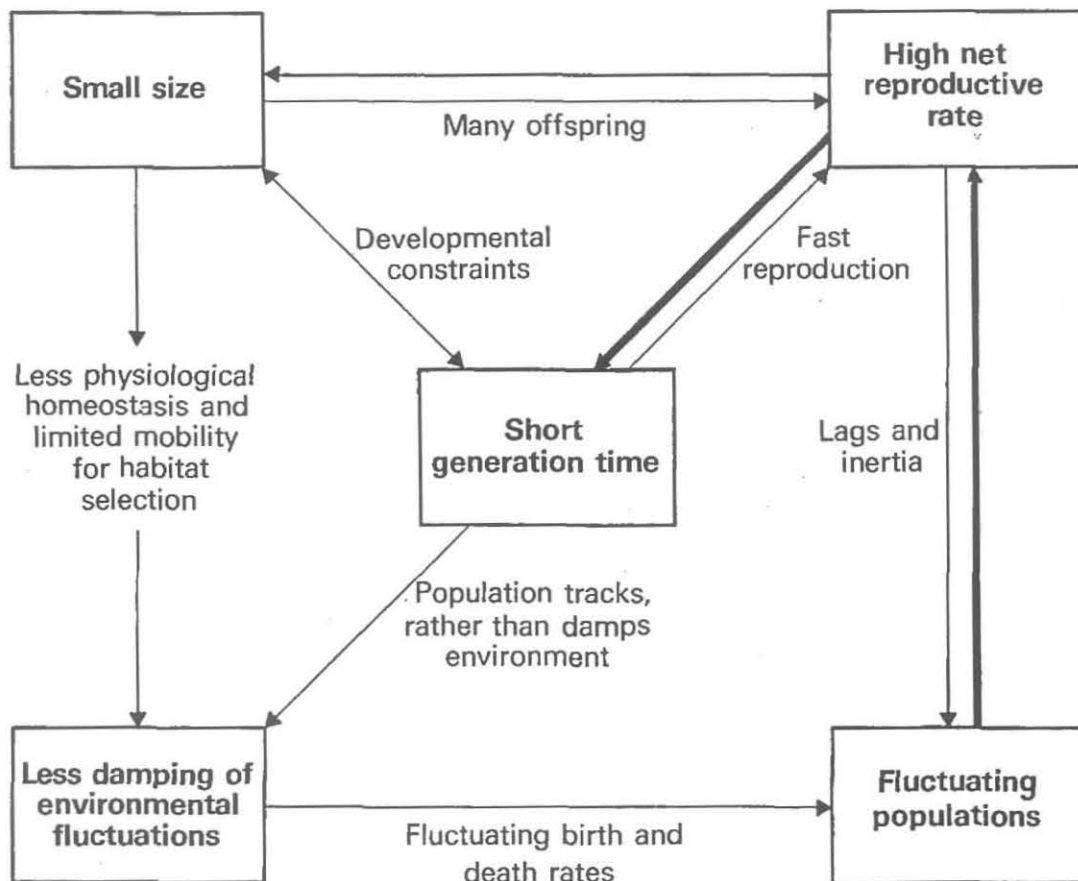 Small size
High net
reproductive
rate
Many offspring
Developmental
constraints
Fast
reproduction
Less physiological
homeostasis and
limited mobility
for habitat
selection
Short
generation time
Lags and
inertia
Population tracks,
rather than damps
environment
Less damping of
environmental
fluctuations
Fluctuating birth and
death rates
Fluctuating
populations